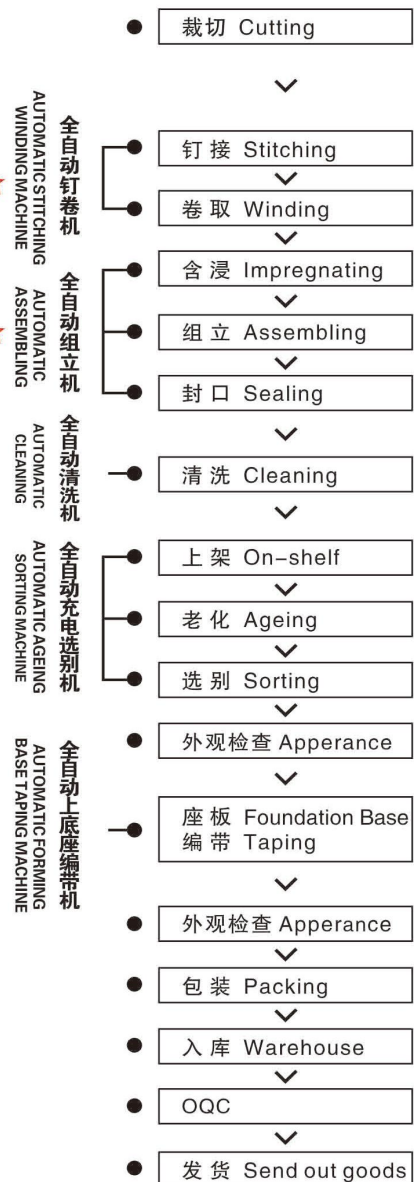 裁切 Cutting
全自动钉卷机
AUTOMATIC STITCHING
WINDING MACHINE
钉接 Stitching
卷取 Winding
全自动组立机
AUTOMATIC
ASSEMBLING
含浸 Impregnating
组立 Assembling
封口 Sealing
全自动清洗机
AUTOMATIC
CLEANING
清洗 Cleaning
全自动充电选别机
AUTOMATIC AGEING
SORTING MACHINE
上架 On-shelf
老化 Ageing
选别 Sorting
外观检查 Apperance
全自动上底座编带机
AUTOMATIC FORMING
BASE TAPING MACHINE
座板 Foundation Base
编带 Taping
外观检查 Apperance
包装 Packing
入库 Warehouse
OQC
发货 Send out goods